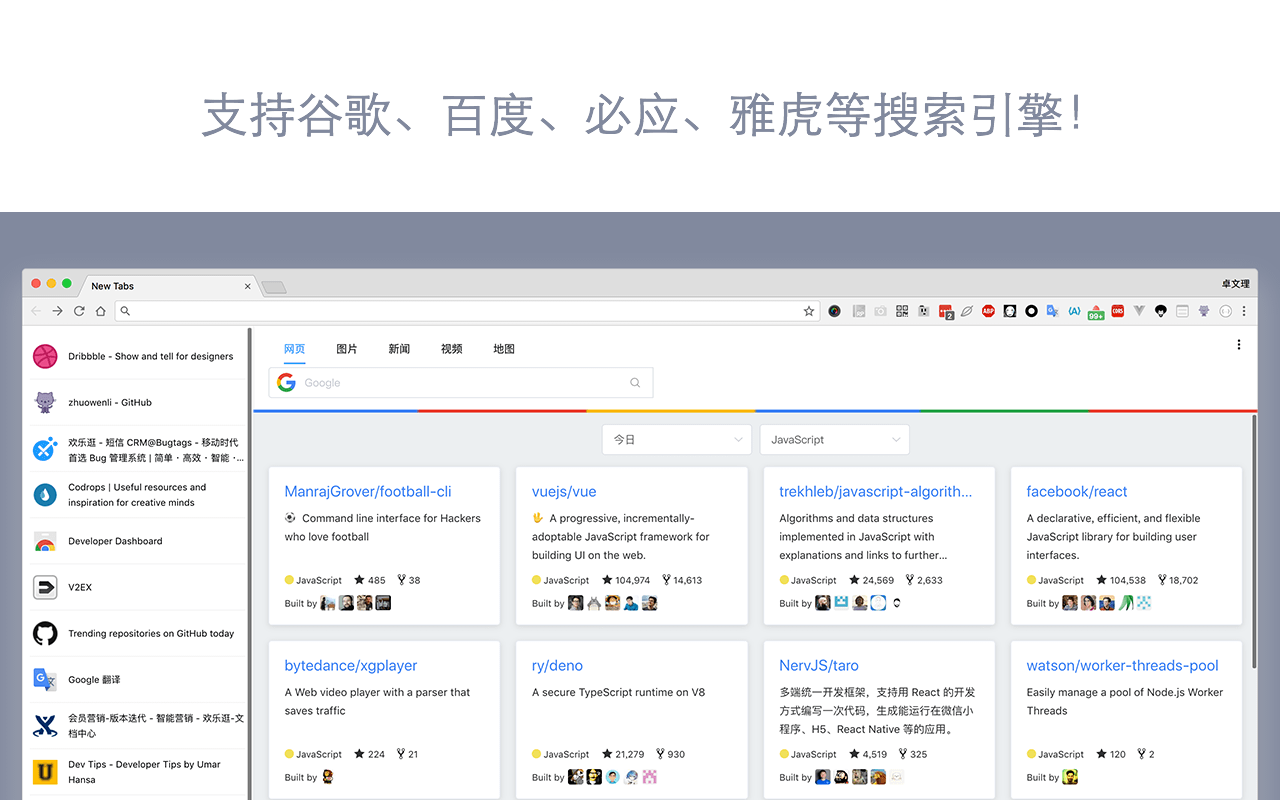 支持谷歌、百度、必应、雅虎等搜索引擎!
New Tabs
卓文理
ABP
2
99+
CORS
Dribbble - Show and tell for designers
zhuowenli - GitHub
欢乐逛 - 短信 CRM@Bugtags - 移动时代
首选 Bug 管理系统 | 简单・高效・智能・...
Codrops | Useful resources and
inspiration for creative minds
Developer Dashboard
V2EX
Trending repositories on GitHub today
Google 翻译
会员营销-版本迭代 - 智能营销 - 欢乐逛-文
档中心
Dev Tips - Developer Tips by Umar
Hansa
网页 图片 新闻 视频 地图
Google
今日 JavaScript
ManrajGrover/football-cli
Command line interface for Hackers
who love football
JavaScript 485 38
Built by
vuejs/vue
A progressive, incrementally-
adoptable JavaScript framework for
building UI on the web.
JavaScript 104,974 14,613
Built by
trekhleb/javascript-algorith...
Algorithms and data structures
implemented in JavaScript with
explanations and links to further...
JavaScript 24,569 2,633
Built by
facebook/react
A declarative, efficient, and flexible
JavaScript library for building user
interfaces.
JavaScript 104,538 18,702
Built by
bytedance/xgplayer
A Web video player with a parser that
saves traffic
JavaScript 224 21
Built by
ry/deno
A secure TypeScript runtime on V8
JavaScript 21,279 930
Built by
NervJS/taro
多端统一开发框架，支持用 React 的开发
方式编写一次代码，生成能运行在微信小
程序、H5、React Native 等的应用。
JavaScript 4,519 325
Built by
watson/worker-threads-pool
Easily manage a pool of Node.js Worker
Threads
JavaScript 120 2
Built by